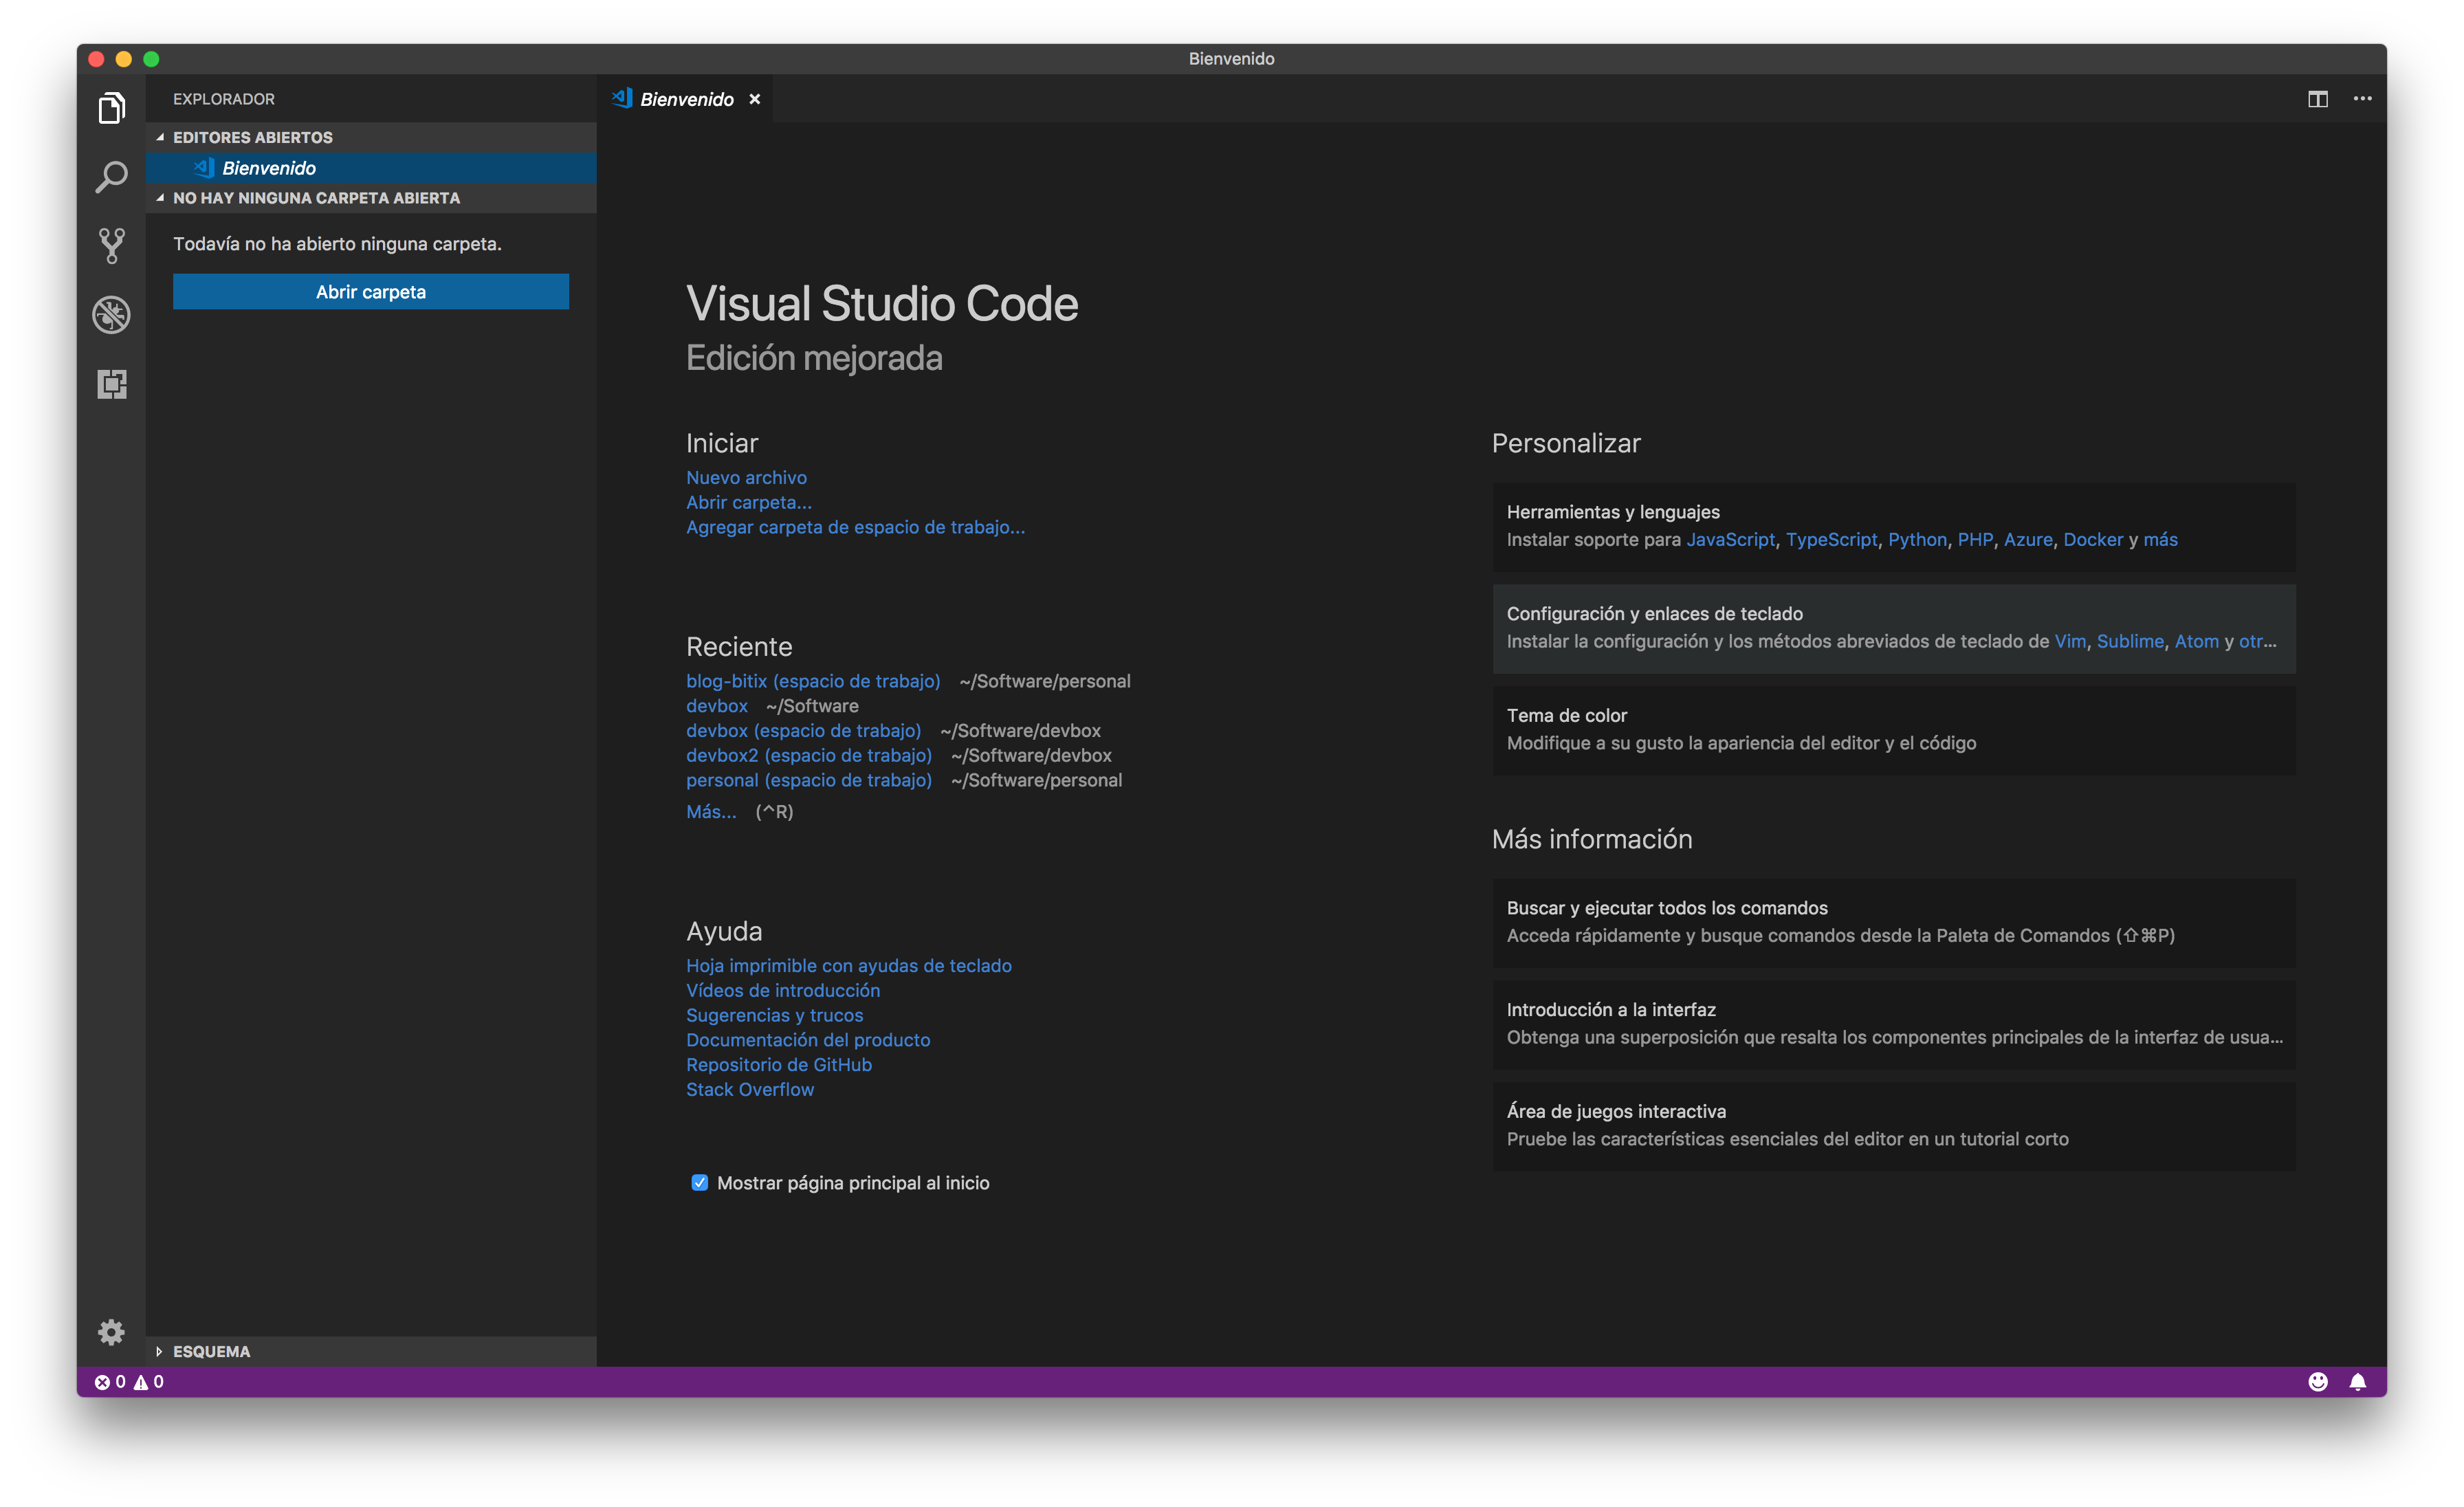 Bienvenido
EXPLORADOR
EDITORES ABIERTOS
Bienvenido
NO HAY NINGUNA CARPETA ABIERTA
Todavía no ha abierto ninguna carpeta.
Abrir carpeta
ESQUEMA
Bienvenido
Visual Studio Code
Edición mejorada
Iniciar
Nuevo archivo
Abrir carpeta...
Agregar carpeta de espacio de trabajo...
Reciente
blog-bitix (espacio de trabajo) ~/Software/personal
devbox ~/Software
devbox (espacio de trabajo) ~/Software/devbox
devbox2 (espacio de trabajo) ~/Software/devbox
personal (espacio de trabajo) ~/Software/personal
Más... (^R)
Ayuda
Hoja imprimible con ayudas de teclado
Vídeos de introducción
Sugerencias y trucos
Documentación del producto
Repositorio de GitHub
Stack Overflow
Mostrar página principal al inicio
Personalizar
Herramientas y lenguajes
Instalar soporte para JavaScript, TypeScript, Python, PHP, Azure, Docker y más
Configuración y enlaces de teclado
Instalar la configuración y los métodos abreviados de teclado de Vim, Sublime, Atom y otr...
Tema de color
Modifique a su gusto la apariencia del editor y el código
Más información
Buscar y ejecutar todos los comandos
Acceda rápidamente y busque comandos desde la Paleta de Comandos (⇧⌘P)
Introducción a la interfaz
Obtenga una superposición que resalta los componentes principales de la interfaz de usua...
Área de juegos interactiva
Pruebe las características esenciales del editor en un tutorial corto
0 0